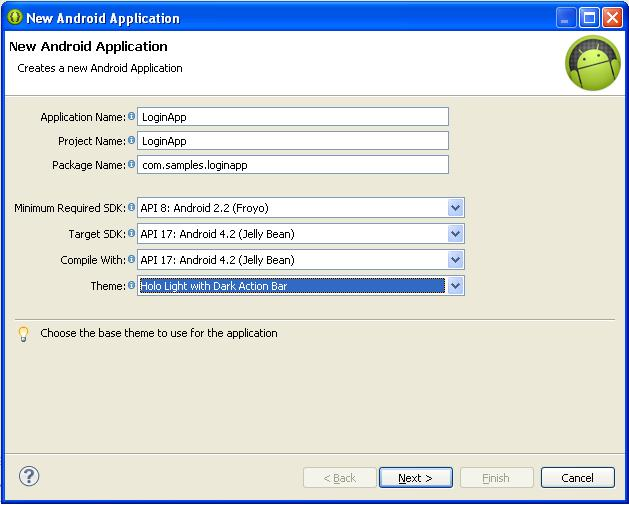 New Android Application
New Android Application
Creates a new Android Application
Application Name: LoginApp
Project Name: LoginApp
Package Name: com.samples.loginapp
Minimum Required SDK: API 8: Android 2.2 (Froyo)
Target SDK: API 17: Android 4.2 (Jelly Bean)
Compile With: API 17: Android 4.2 (Jelly Bean)
Theme: Holo Light with Dark Action Bar
Choose the base theme to use for the application
? < Back Next > Finish Cancel